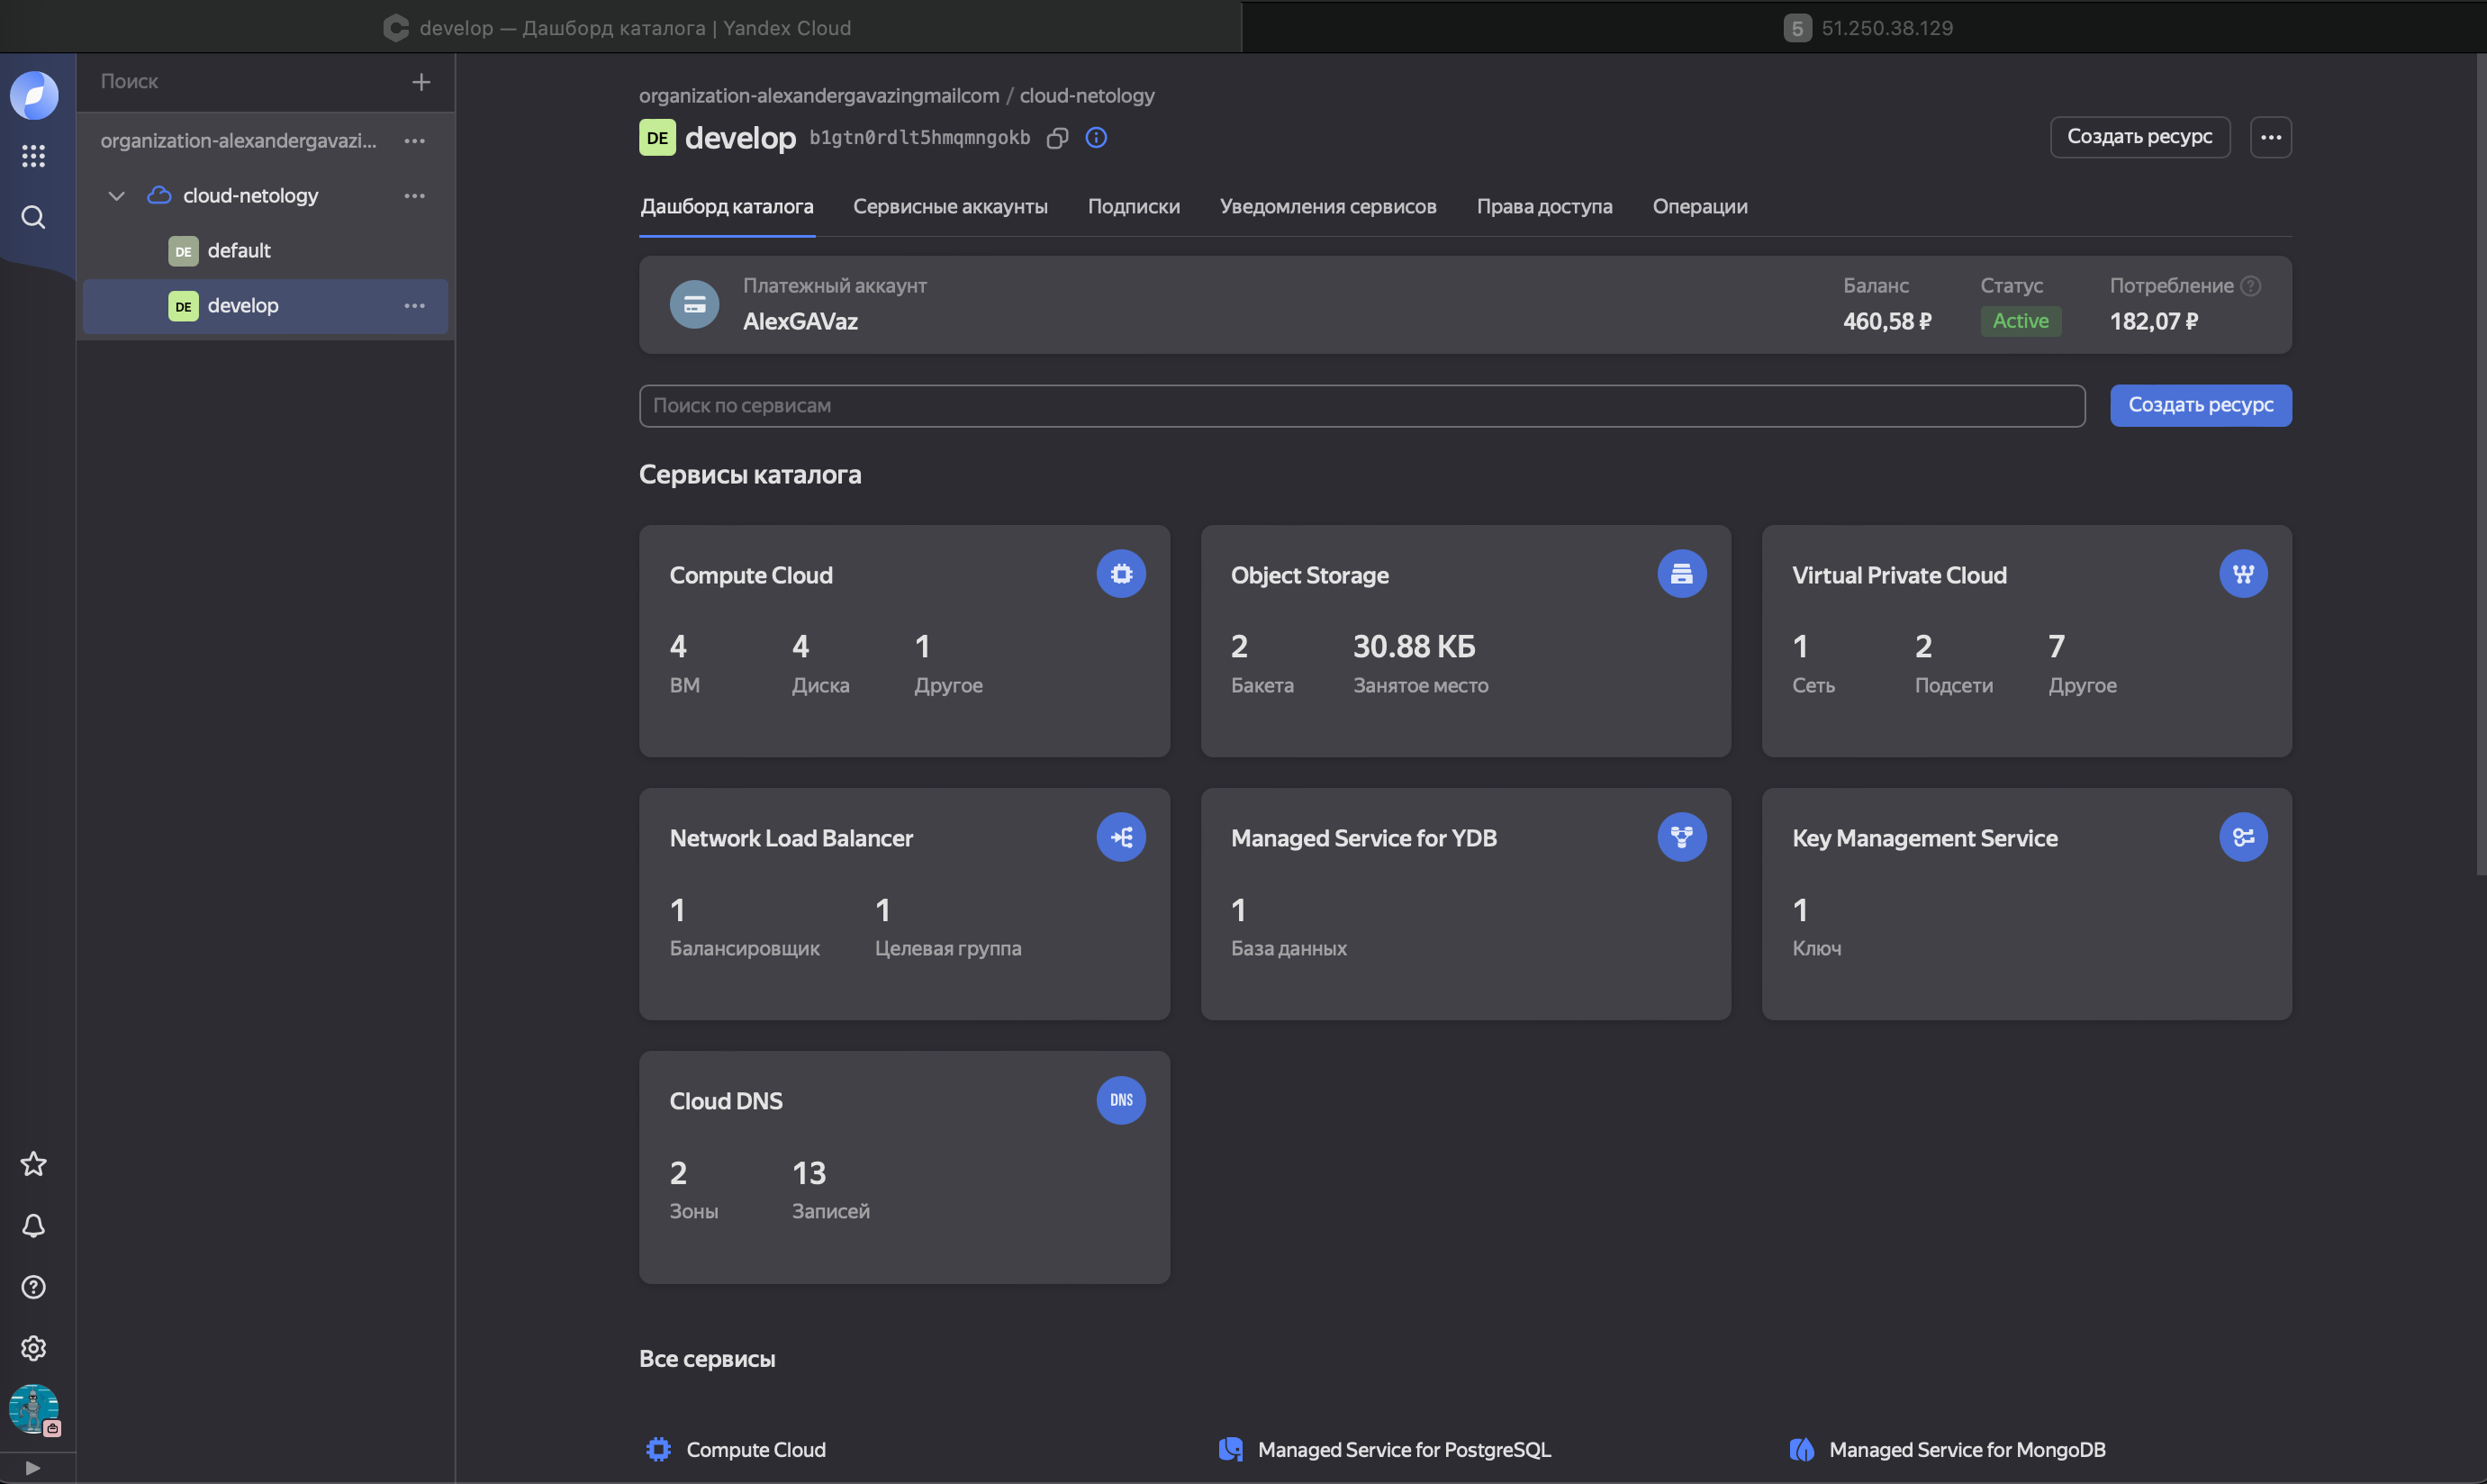 develop — Дашборд каталога | Yandex Cloud
5 51.250.38.129
Поиск
organization-alexandergavazi...
cloud-netology
DE default
DE develop
organization-alexandergavazingmailcom / cloud-netology
DE develop b1gtn0rdlt5hmqmngokb
Создать ресурс
Дашборд каталога Сервисные аккаунты Подписки Уведомления сервисов Права доступа Операции
Платежный аккаунт
AlexGAVaz
Баланс
460,58 ₽
Статус
Active
Потребление
182,07 ₽
Поиск по сервисам
Создать ресурс
Сервисы каталога
Compute Cloud
4 4 1
ВМ Диска Другое
Object Storage
2 30.88 КБ
Бакета Занятое место
Virtual Private Cloud
1 2 7
Сеть Подсети Другое
Network Load Balancer
1 1
Балансировщик Целевая группа
Managed Service for YDB
1
База данных
Key Management Service
1
Ключ
Cloud DNS
DNS
2 13
Зоны Записей
Все сервисы
Compute Cloud
Managed Service for PostgreSQL
Managed Service for MongoDB